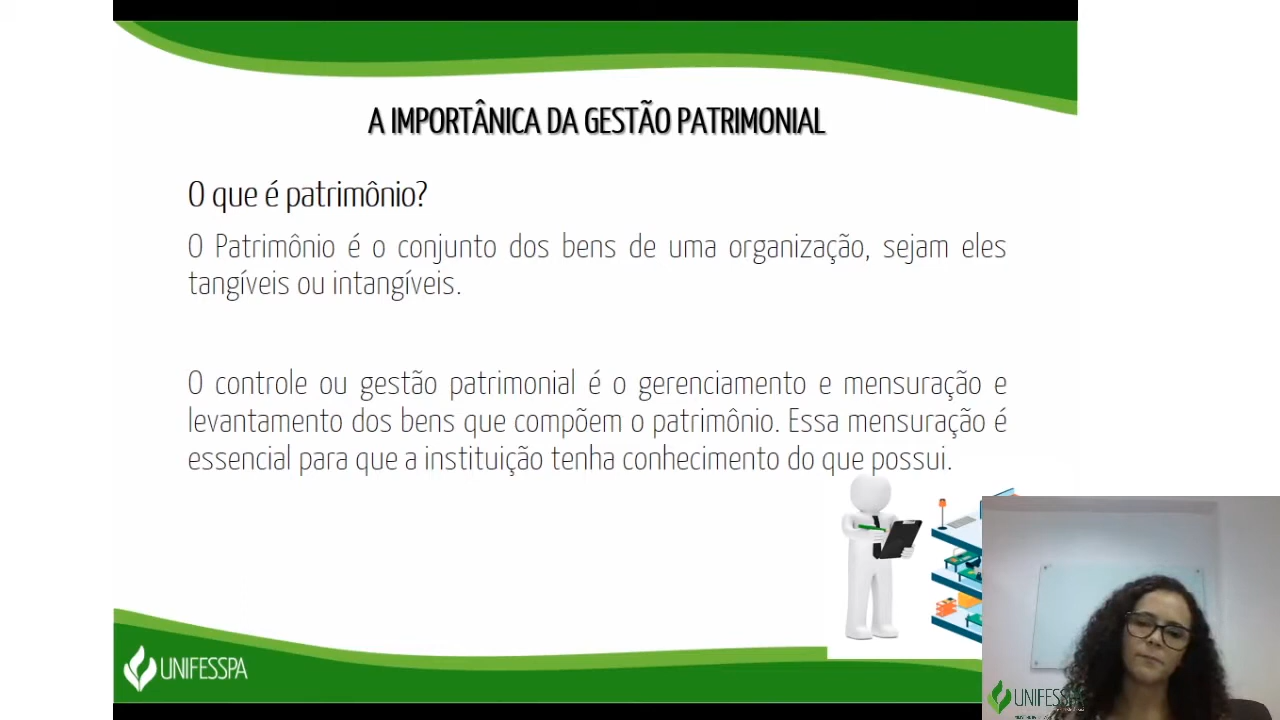 A IMPORTÂNICA DA GESTÃO PATRIMONIAL
O que é patrimônio?
O Patrimônio é o conjunto dos bens de uma organização, sejam eles
tangíveis ou intangíveis.
O controle ou gestão patrimonial é o gerenciamento e mensuração e
levantamento dos bens que compõem o patrimônio. Essa mensuração é
essencial para que a instituição tenha conhecimento do que possui.
UNIFESSPA
UNIFESSPA